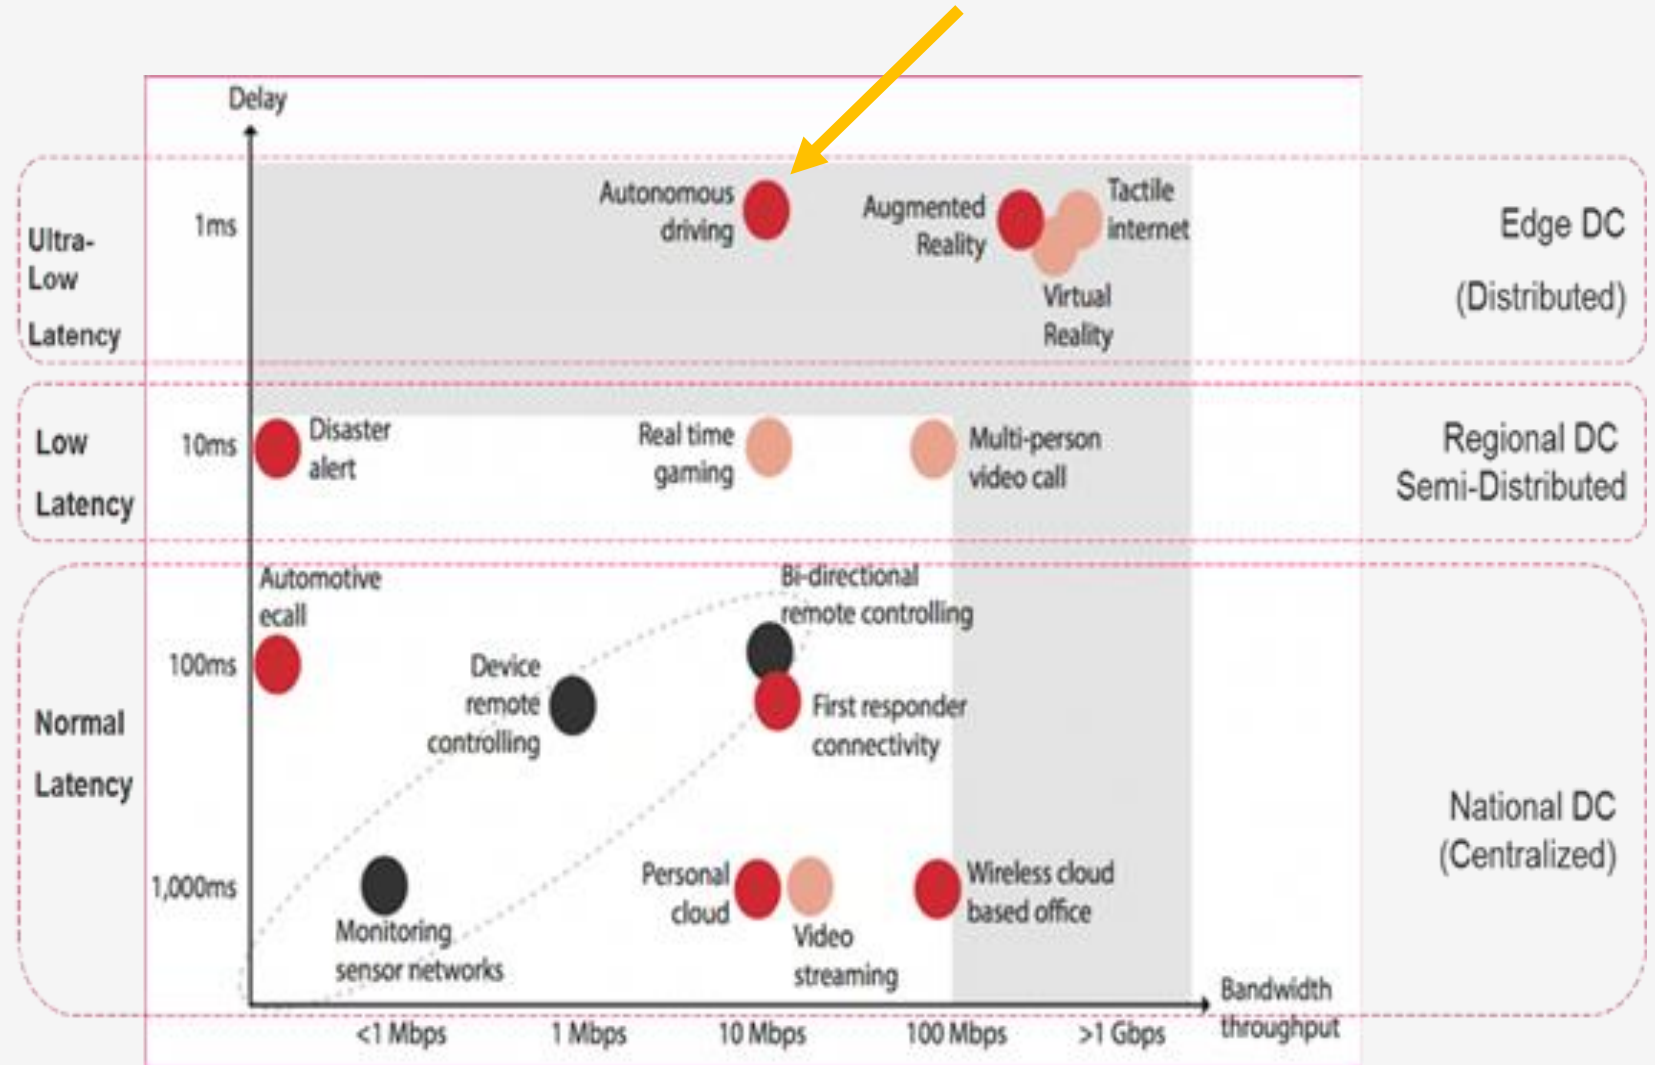 Delay
Ultra-
Low
Latency
1ms
Autonomous
driving
Augmented
Reality
Tactile
internet
Virtual
Reality
Edge DC
(Distributed)
Low
Latency
10ms
Disaster
alert
Real time
gaming
Multi-person
video call
Regional DC
Semi-Distributed
Normal
Latency
Automotive
ecall
100ms
Device
remote
controlling
Bi-directional
remote controlling
First responder
connectivity
1,000ms
Monitoring
sensor networks
Personal
cloud
Video
streaming
Wireless cloud
based office
National DC
(Centralized)
<1 Mbps
1 Mbps
10 Mbps
100 Mbps
>1 Gbps
Bandwidth
throughput